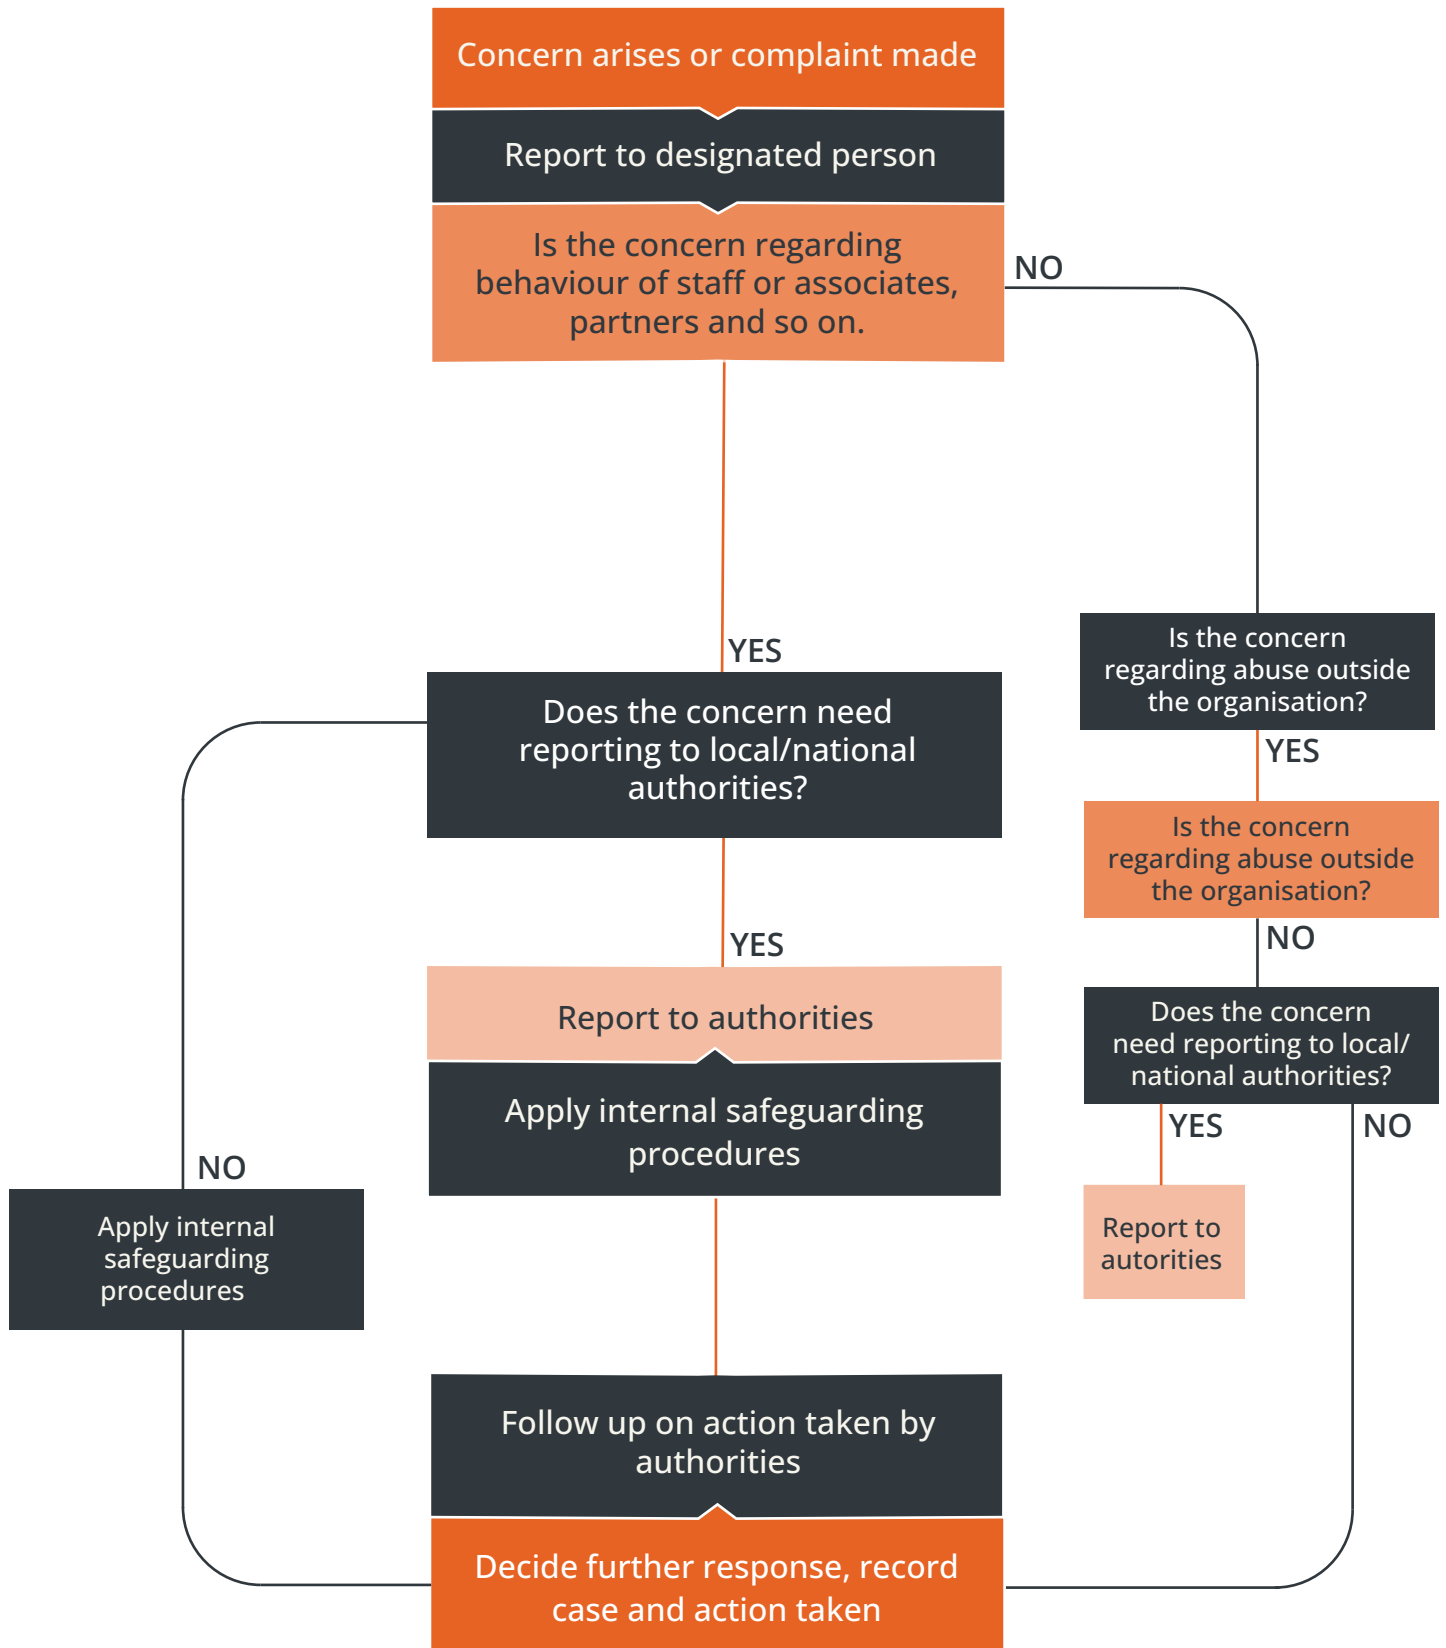 Concern arises or complaint made
Report to designated person
Is the concern regarding
behaviour of staff or associates,
partners and so on.
NO
YES
Does the concern need
reporting to local/national
authorities?
Is the concern
regarding abuse outside
the organisation?
YES
Is the concern
regarding abuse outside
the organisation?
NO
Does the concern
need reporting to local/
national authorities?
YES
NO
Report to
autorities
YES
Report to authorities
Apply internal safeguarding
procedures
NO
Apply internal
safeguarding
procedures
Follow up on action taken by
authorities
Decide further response, record
case and action taken